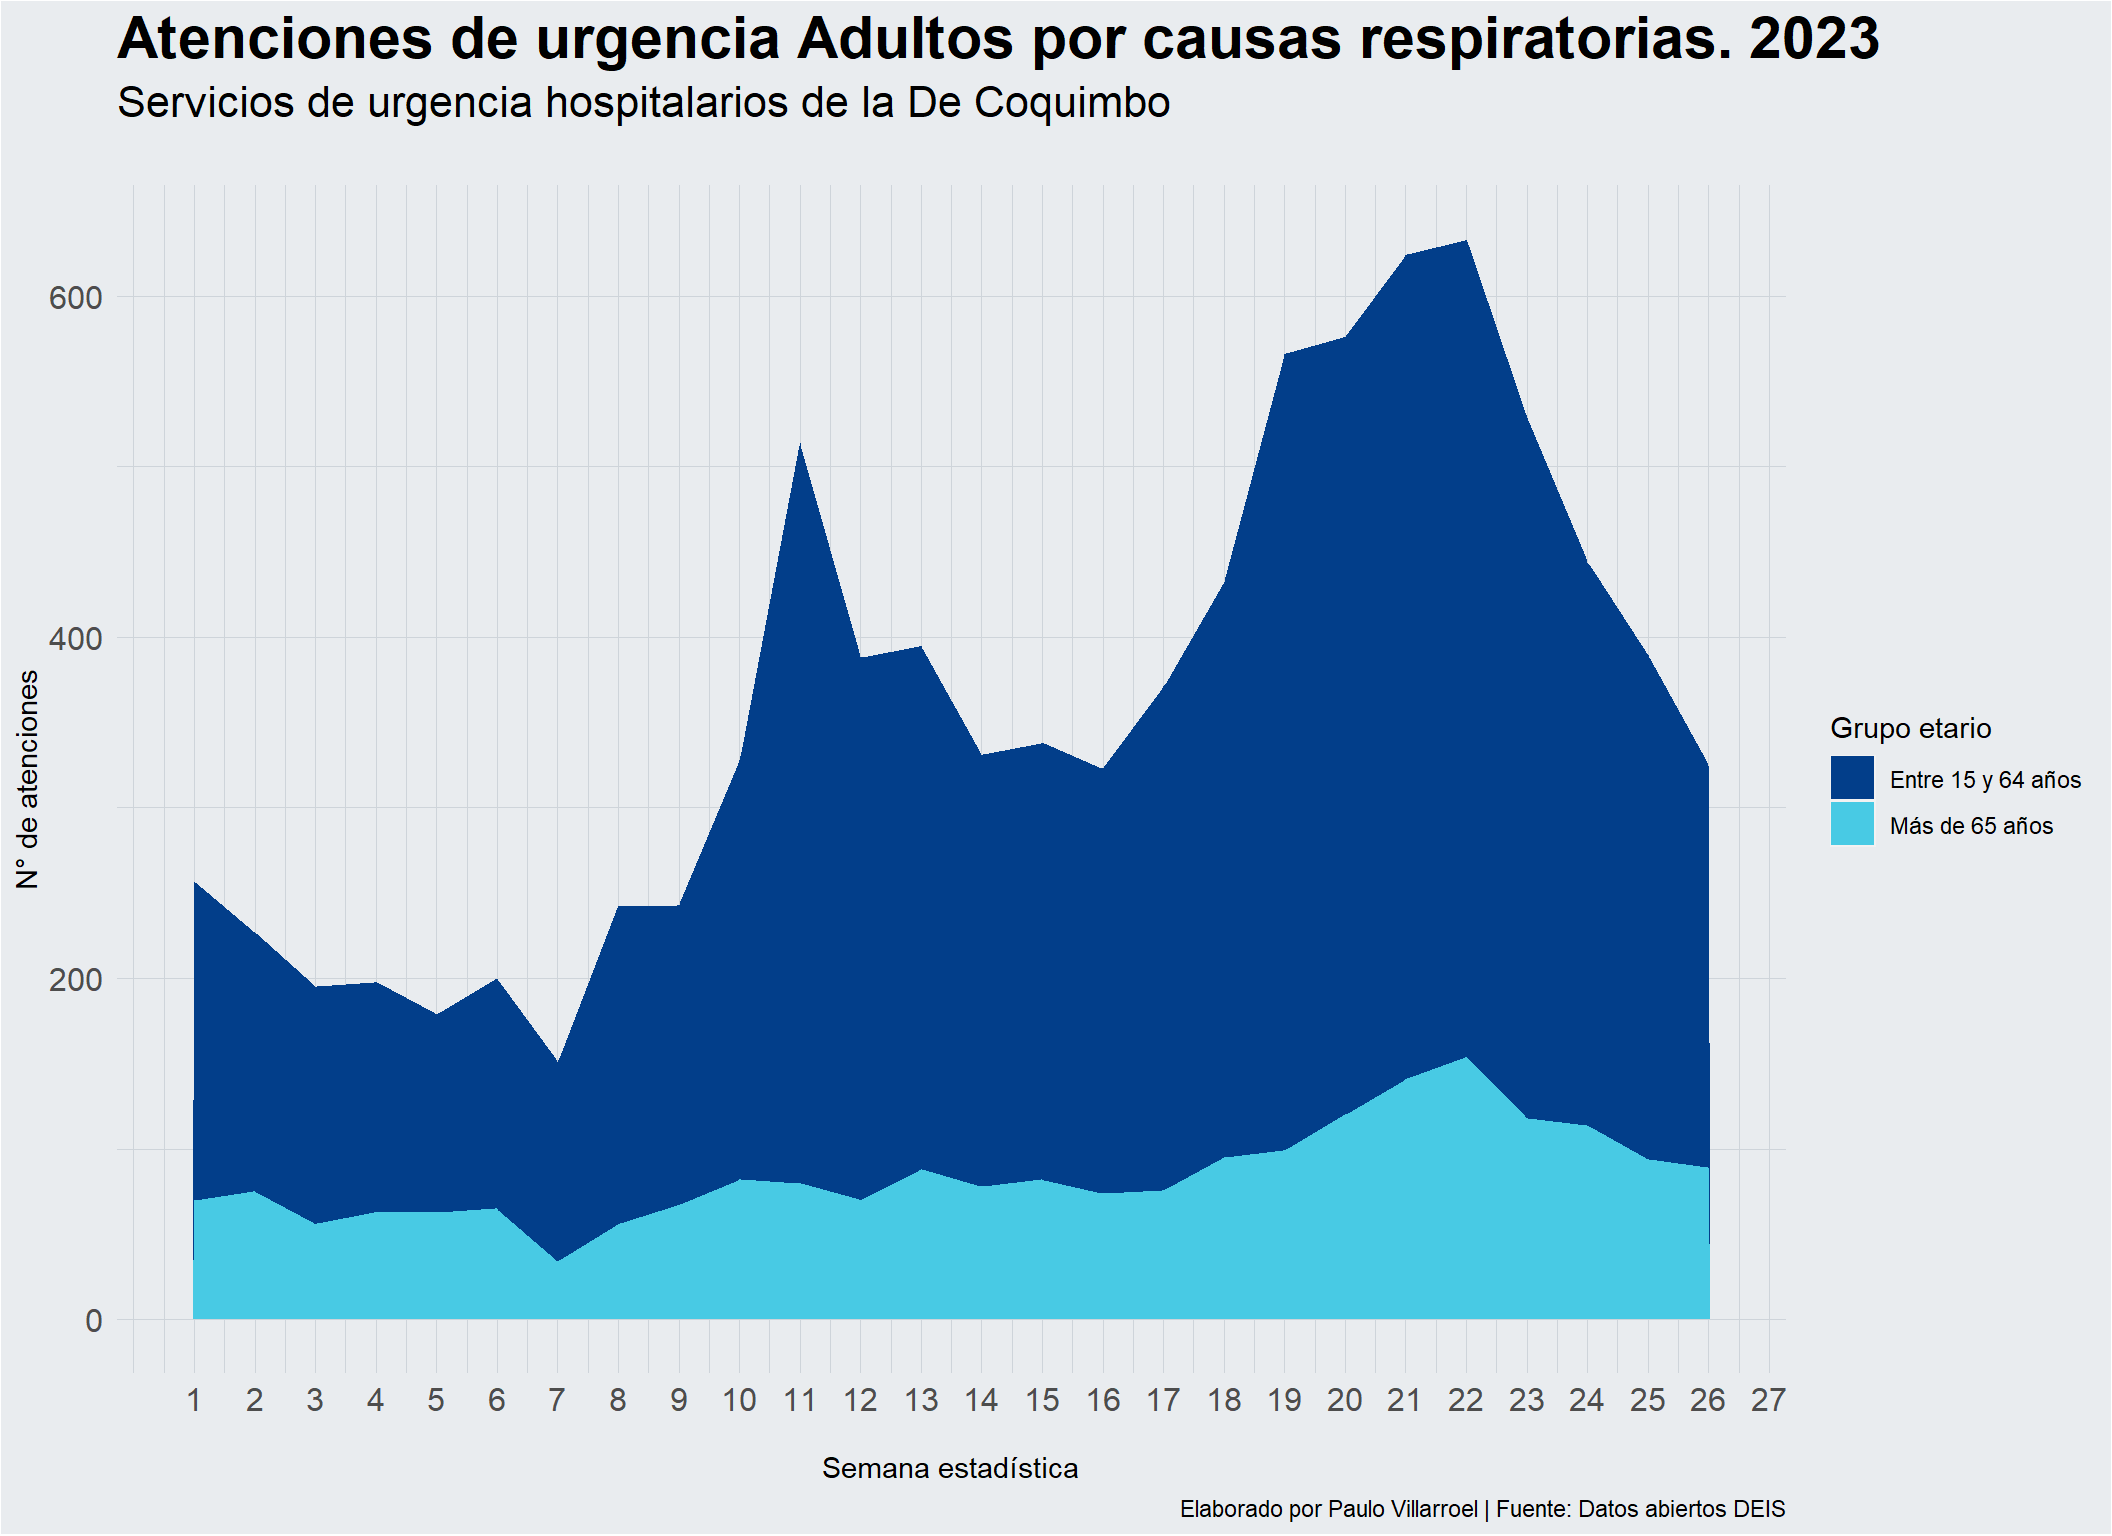 Atenciones de urgencia Adultos por causas respiratorias. 2023
Servicios de urgencia hospitalarios de la De Coquimbo
N° de atenciones
600
400
200
0
1 2 3 4 5 6 7 8 9 10 11 12 13 14 15 16 17 18 19 20 21 22 23 24 25 26 27
Semana estadística
Grupo etario
Entre 15 y 64 años
Más de 65 años
Elaborado por Paulo Villarroel | Fuente: Datos abiertos DEIS